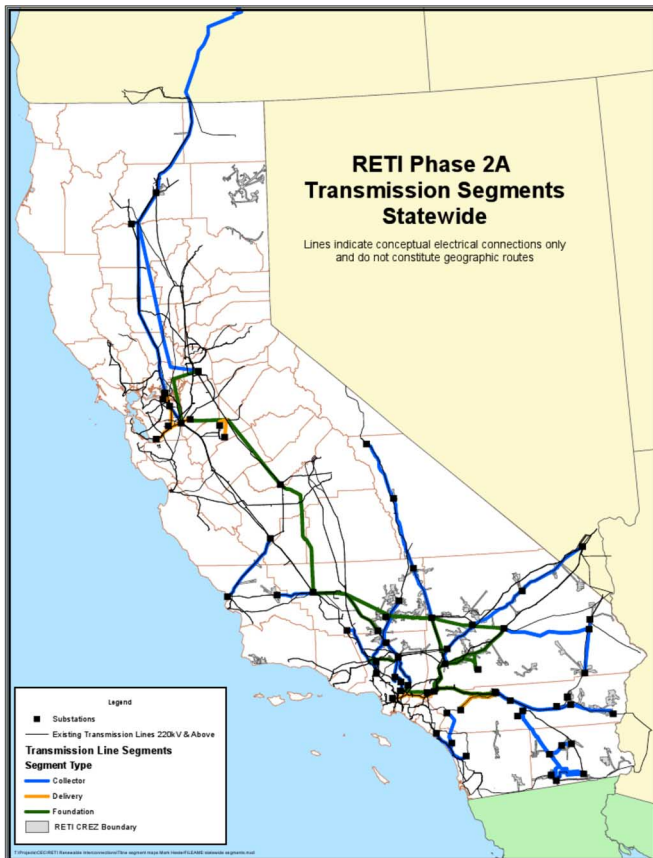 RETI Phase 2A
Transmission Segments
Statewide
Lines indicate conceptual electrical connections only
and do not constitute geographic routes
Legend
Substations
Existing Transmission Lines 220kV & Above
Transmission Line Segments
Segment Type
Collector
Delivery
Foundation
RETI CREZ Boundary